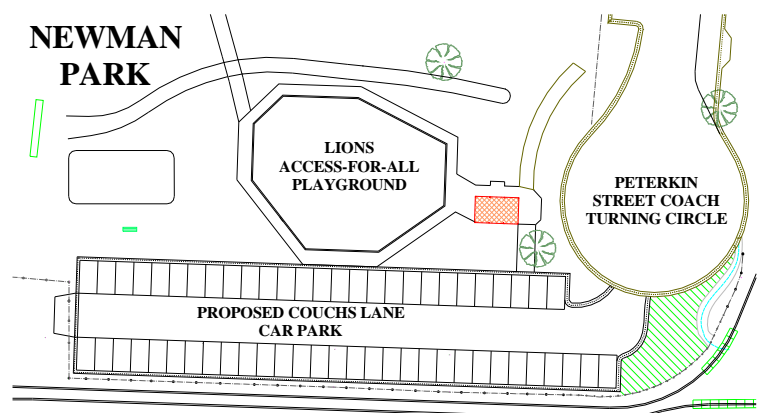 NEWMAN
PARK
LIONS
ACCESS-FOR-ALL
PLAYGROUND
PETERKIN
STREET COACH
TURNING CIRCLE
PROPOSED COUCHS LANE
CAR PARK